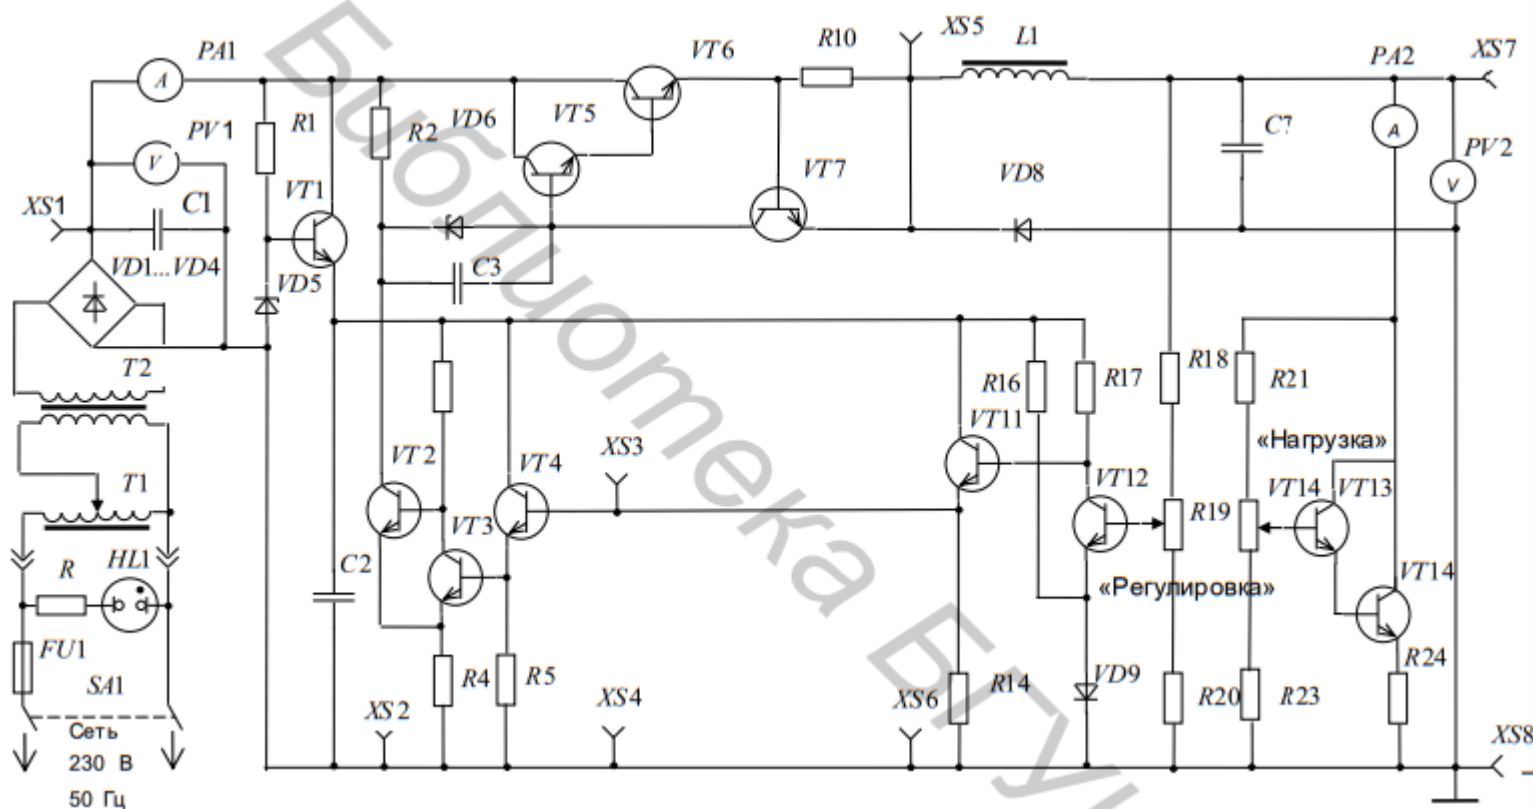 XS5
L1
PA2
XS7
PA1
VT6
R10
A
R1
PV1
V
R2
VD6
VT5
VT7
C7
A
PV2
V
XS1
C1
VT1
VD8
VD1...VD4
VD5
C3
T2
R16
R17
R18
R21
VT11
«Нагрузка»
VT2
VT4
XS3
VT12
R19
VT14
VT13
T1
VT3
HL1
R
C2
«Регулировка»
VT14
FU1
SA1
R4
R5
XS2
XS4
XS6
R14
VD9
R20
R23
R24
XS8
–
Сеть
230 В
50 Гц
Библиотека БГУ